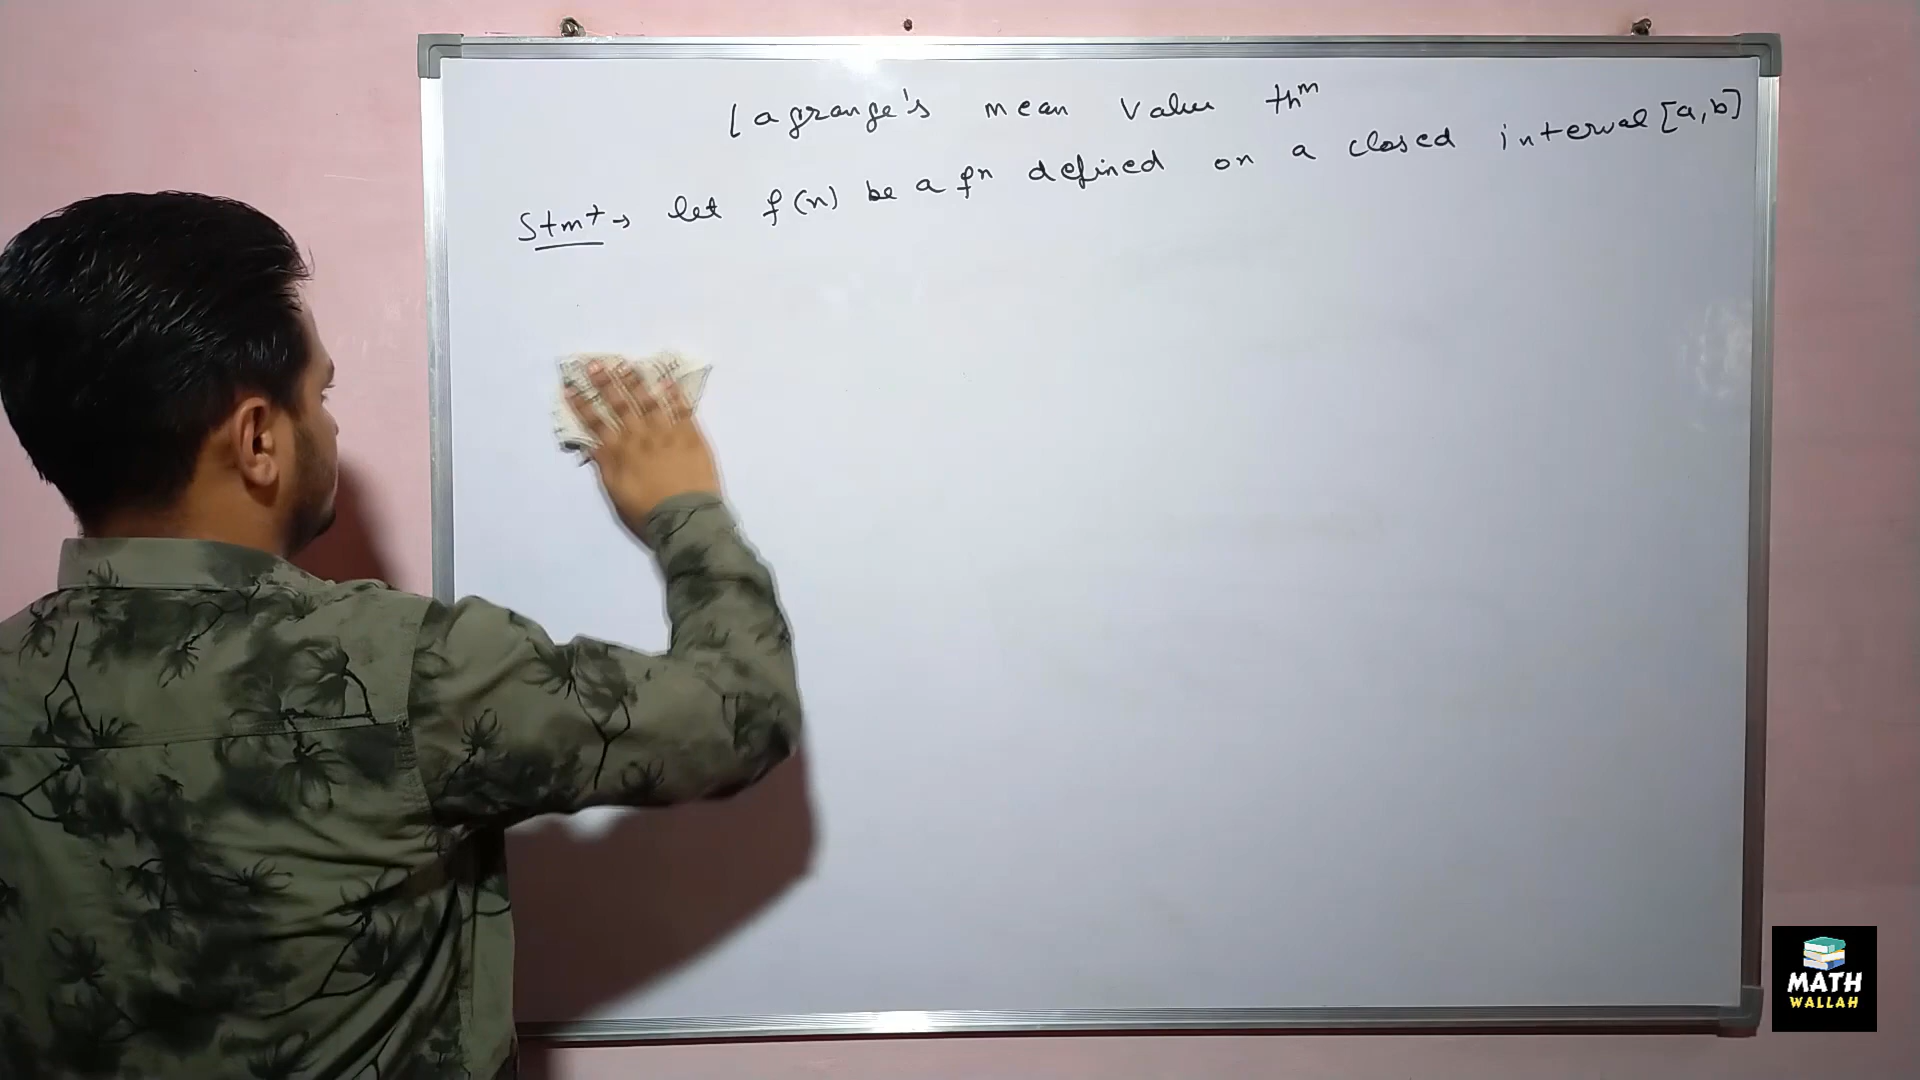 Lagrange's mean value thm
Stmt → let f(n) be a fn defined on a closed interval [a,b]
MATH
WALLAH